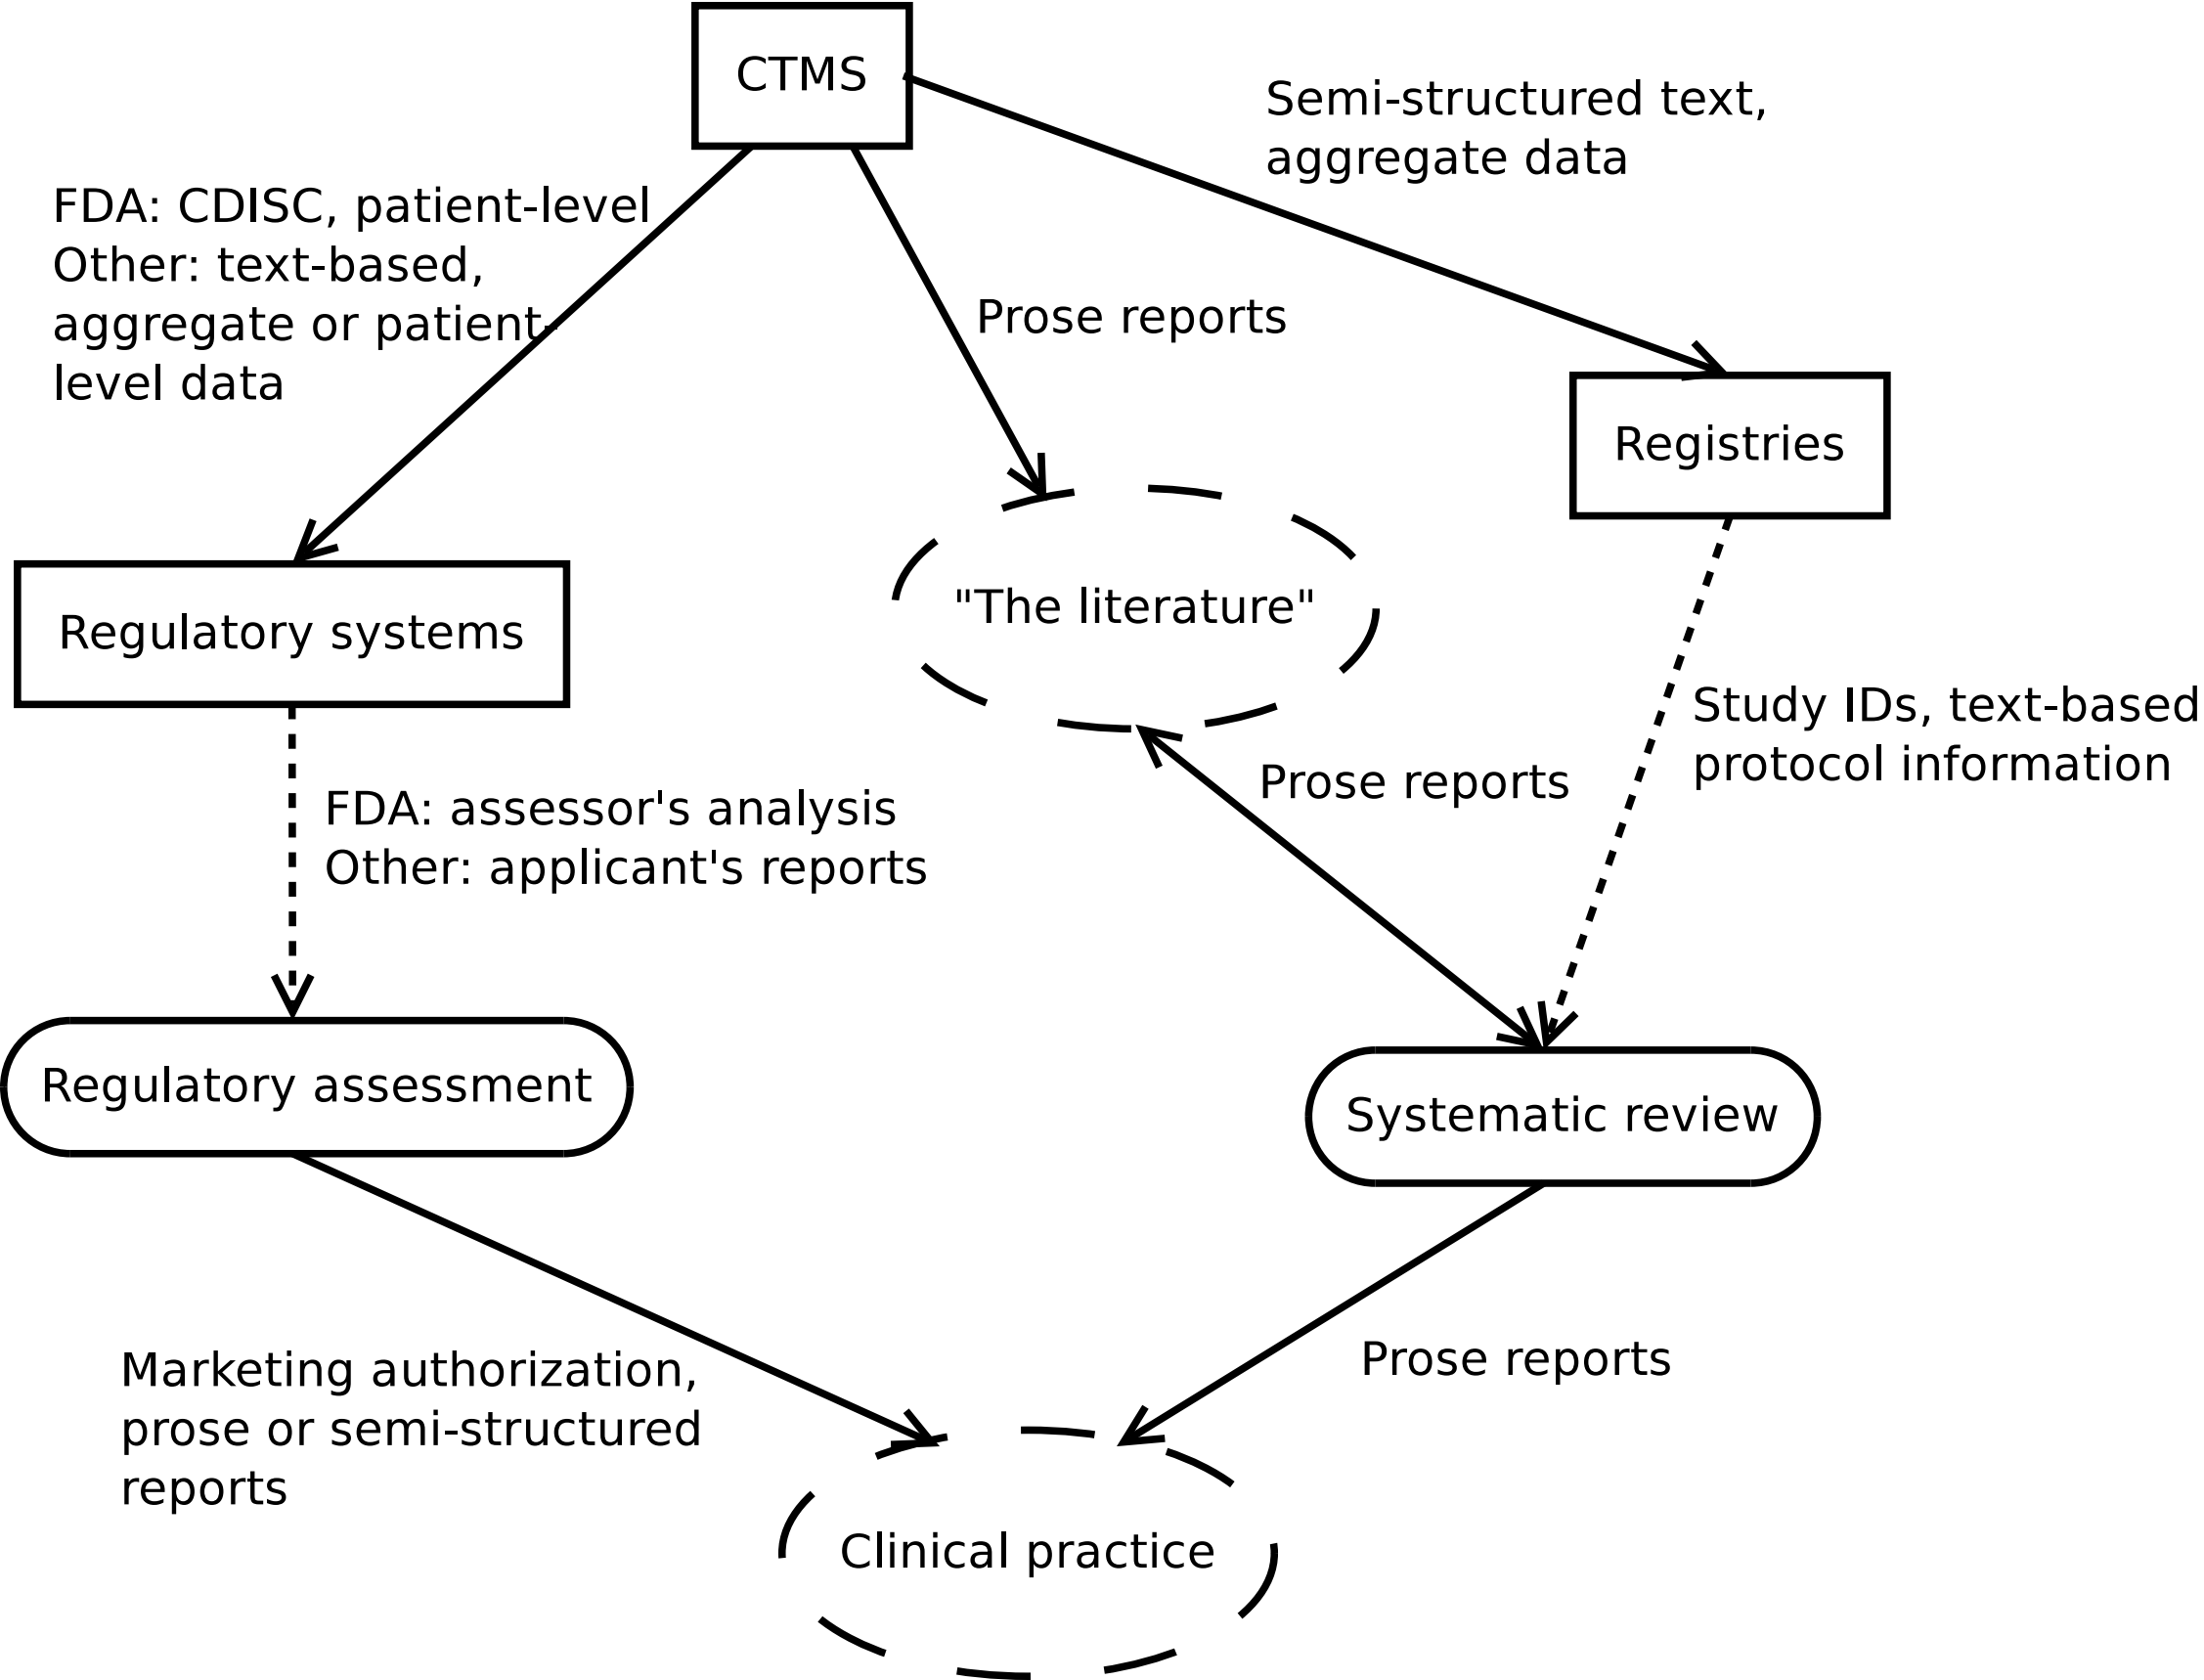 CTMS
Semi-structured text,
aggregate data
FDA: CDISC, patient-level
Other: text-based,
aggregate or patient-
level data
Prose reports
Registries
"The literature"
Regulatory systems
Study IDs, text-based
protocol information
Prose reports
FDA: assessor's analysis
Other: applicant's reports
Regulatory assessment
Systematic review
Prose reports
Marketing authorization,
prose or semi-structured
reports
Clinical practice